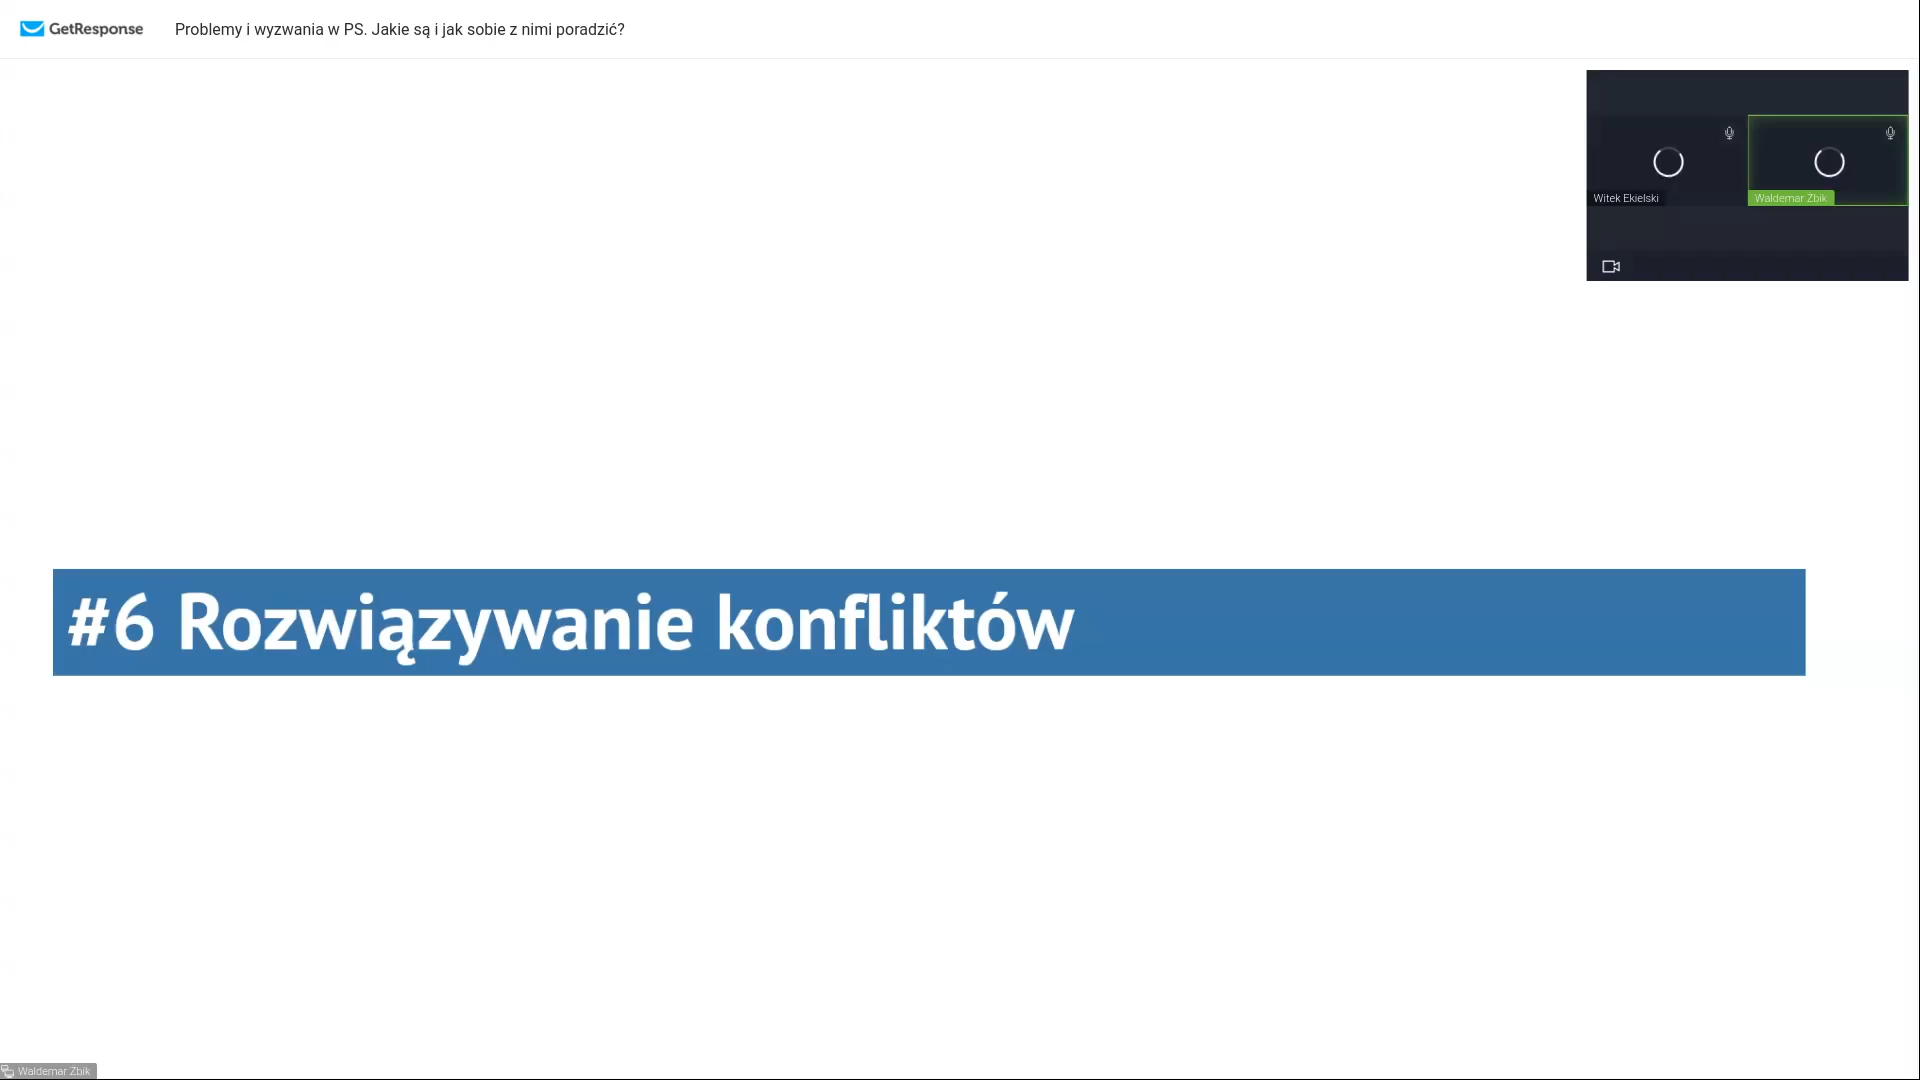 GetResponse
Problemy i wyzwania w PS. Jakie są i jak sobie z nimi poradzić?
Witek Ekielski
Waldemar Zbik
#6 Rozwiązywanie konfliktów
Waldemar Zbik